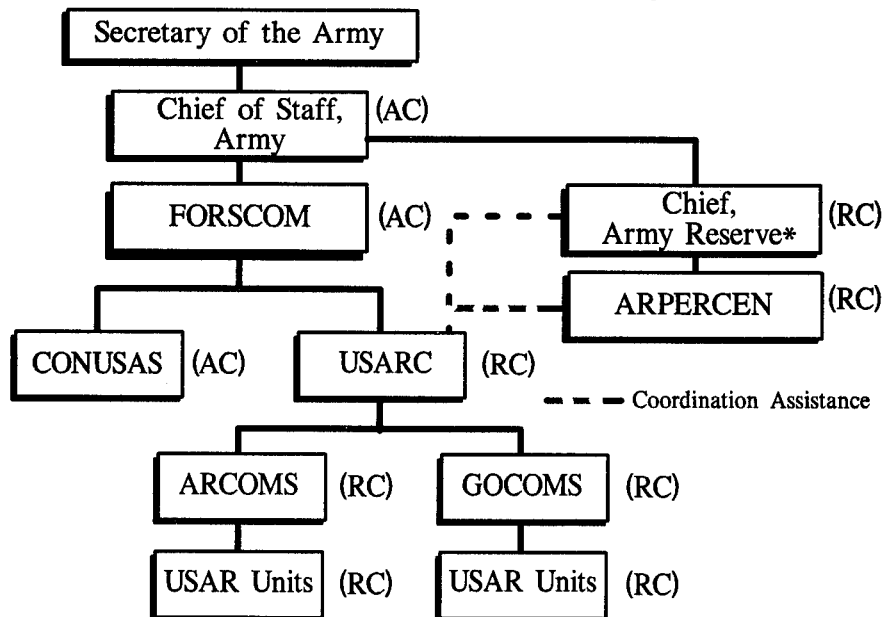 Secretary of the Army
Chief of Staff,
Army
(AC)
FORSCOM
(AC)
Chief,
Army Reserve*
(RC)
ARPERCEN
(RC)
CONUSAS
(AC)
USARC
(RC)
Coordination Assistance
ARCOMS
(RC)
GOCOMS
(RC)
USAR Units
(RC)
USAR Units
(RC)